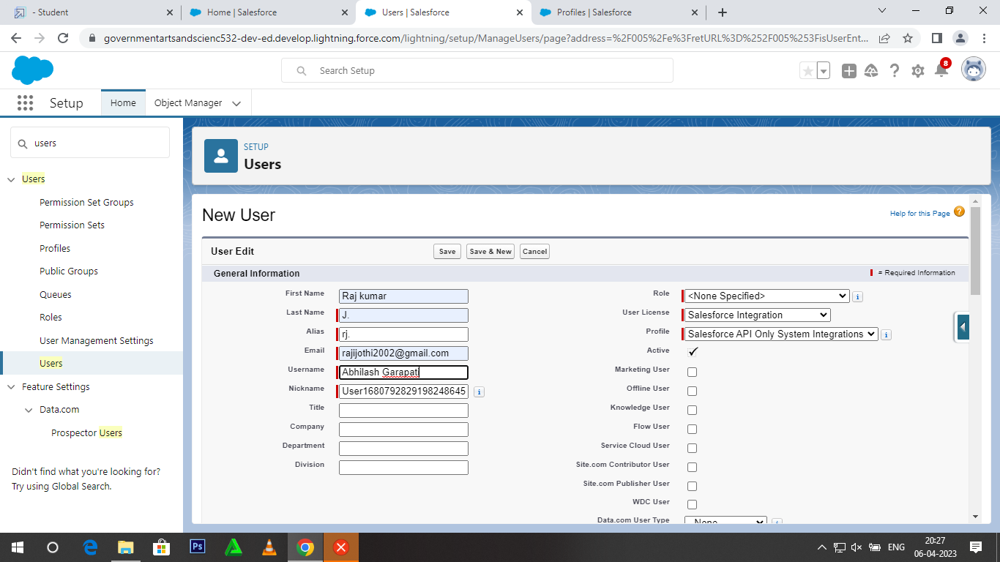 - Student
Home | Salesforce
Users | Salesforce
Profiles | Salesforce
governmentartsandscienc532-dev-ed.develop.lightning.force.com/lightning/setup/ManageUsers/page?address=%2F005%2Fe%3FretURL%3D%252F005%253FisUserEnt...
Search Setup
8
Setup
Home
Object Manager
users
Users
Permission Set Groups
Permission Sets
Profiles
Public Groups
Queues
Roles
User Management Settings
Users
Feature Settings
Data.com
Prospector Users
Didn't find what you're looking for?
Try using Global Search.
SETUP
Users
New User
Help for this Page ?
User Edit
Save
Save & New
Cancel
General Information
= Required Information
First Name Raj kumar
Last Name J.
Alias rj.
Email rajijothi2002@gmail.com
Username Abhilash Garapati
Nickname User1680792829198248645 i
Title
Company
Department
Division
Role <None Specified> i
User License Salesforce Integration
Profile Salesforce API Only System Integrations i
Active
Marketing User
Offline User
Knowledge User
Flow User
Service Cloud User
Site.com Contributor User
Site.com Publisher User
WDC User
Data.com User Type --None-- i
Ps
ENG
20:27
06-04-2023